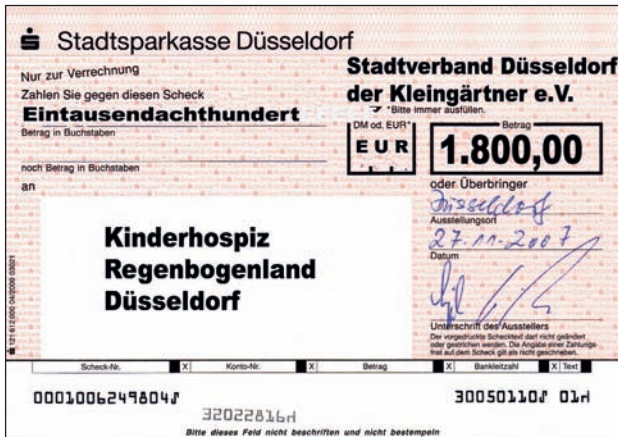 Stadtsparkasse Düsseldorf
Nur zur Verrechnung
Stadtverband Düsseldorf
der Kleingärtner e.V.
Zahlen Sie gegen diesen Scheck
Eintausendachthundert
*Bitte immer ausfüllen.
Betrag in Buchstaben
DM od. EUR*
Betrag
EUR
1.800,00
noch Betrag in Buchstaben
an
oder Überbringer
Düsseldorf
Ausstellungsort
27.11.2007
Datum
Kinderhospiz
Regenbogenland
Düsseldorf
Unterschrift des Ausstellers
Der vorgedruckte Schecktext darf nicht geändert
oder gestrichen werden. Die Angabe einer Zahlungs-
frist auf dem Scheck gilt als nicht geschrieben.
Scheck-Nr. X Konto-Nr. X Betrag X Bankleitzahl X Text
0001006249804 30050110 01
32022816
Bitte dieses Feld nicht beschriften und nicht bestempeln